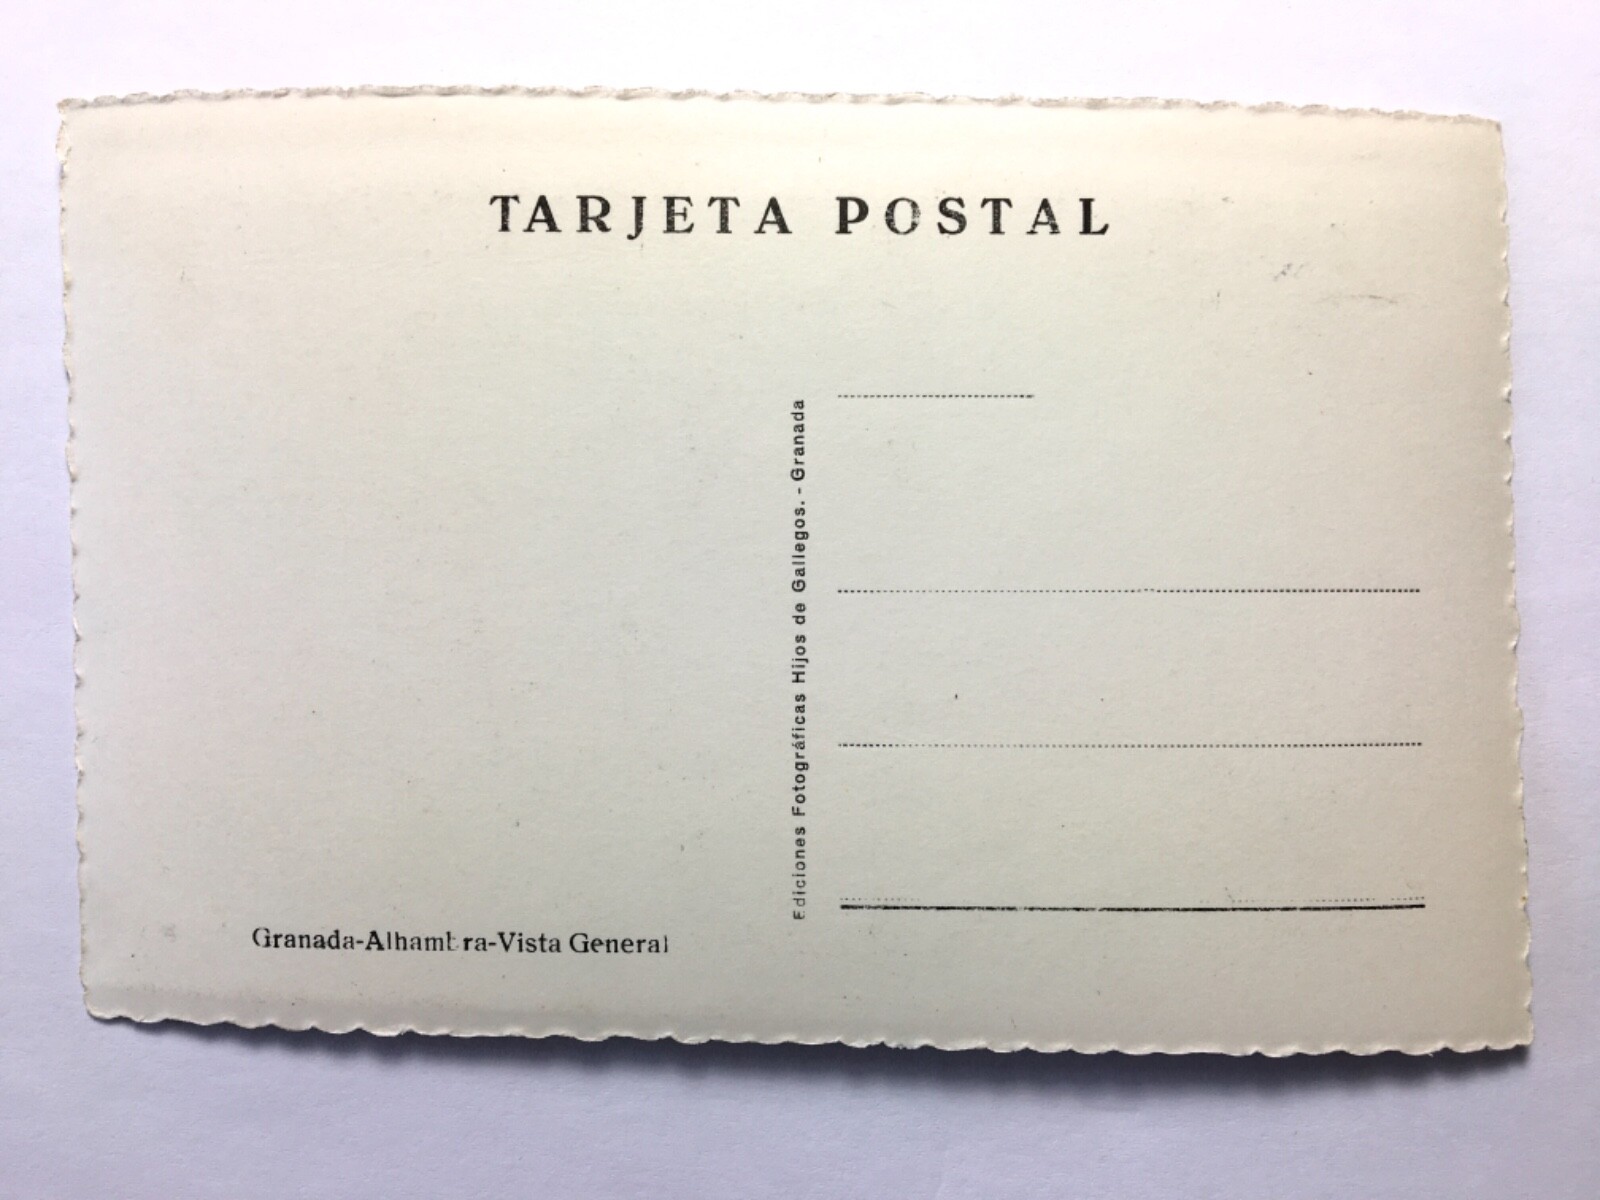 TARJETA POSTAL
Ediciones Fotográficas Hijos de Gallegos. - Granada
Granada-Alhambra-Vista General